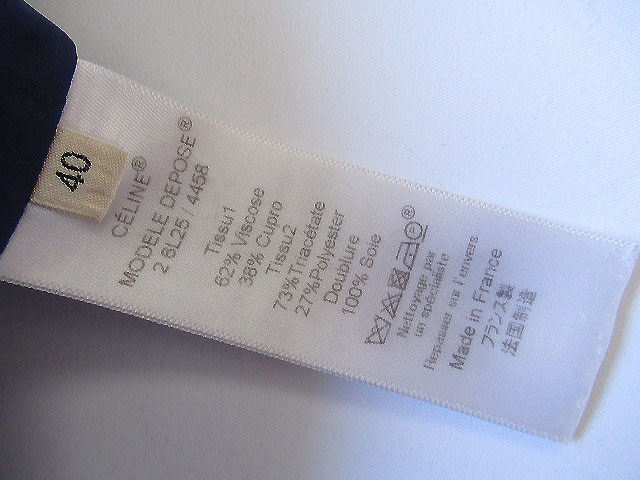 40
CÉLINE®
MODELE DEPOSE®
2 8L25 / 4458
Tissu1
62% Viscose
38% Cupro
Tissu2
73%Triacétate
27%Polyester
Doublure
100% Soie
Nettoyage par
un spécialiste
Repasser sur l'envers
Made in France
フランス製
法国制造